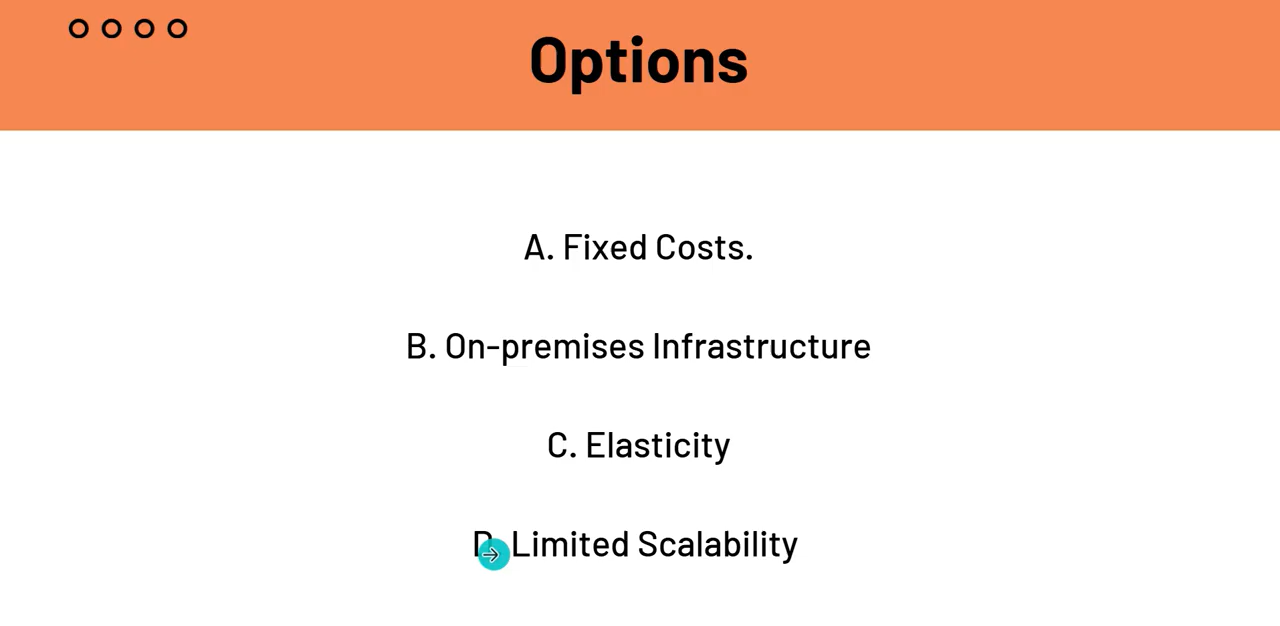 Options
A. Fixed Costs.
B. On-premises Infrastructure
C. Elasticity
D. Limited Scalability